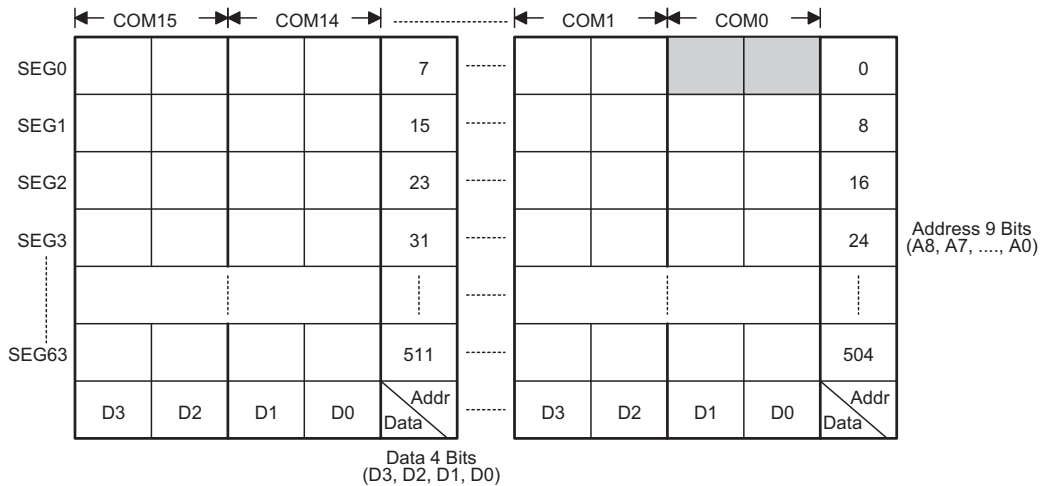 COM15 COM14 COM1 COM0
SEG0 7 0
SEG1 15 8
SEG2 23 16
SEG3 31 24
Address 9 Bits
(A8, A7, ...., A0)
SEG63 511 504
D3 D2 D1 D0 Addr Data D3 D2 D1 D0 Addr Data
Data 4 Bits
(D3, D2, D1, D0)